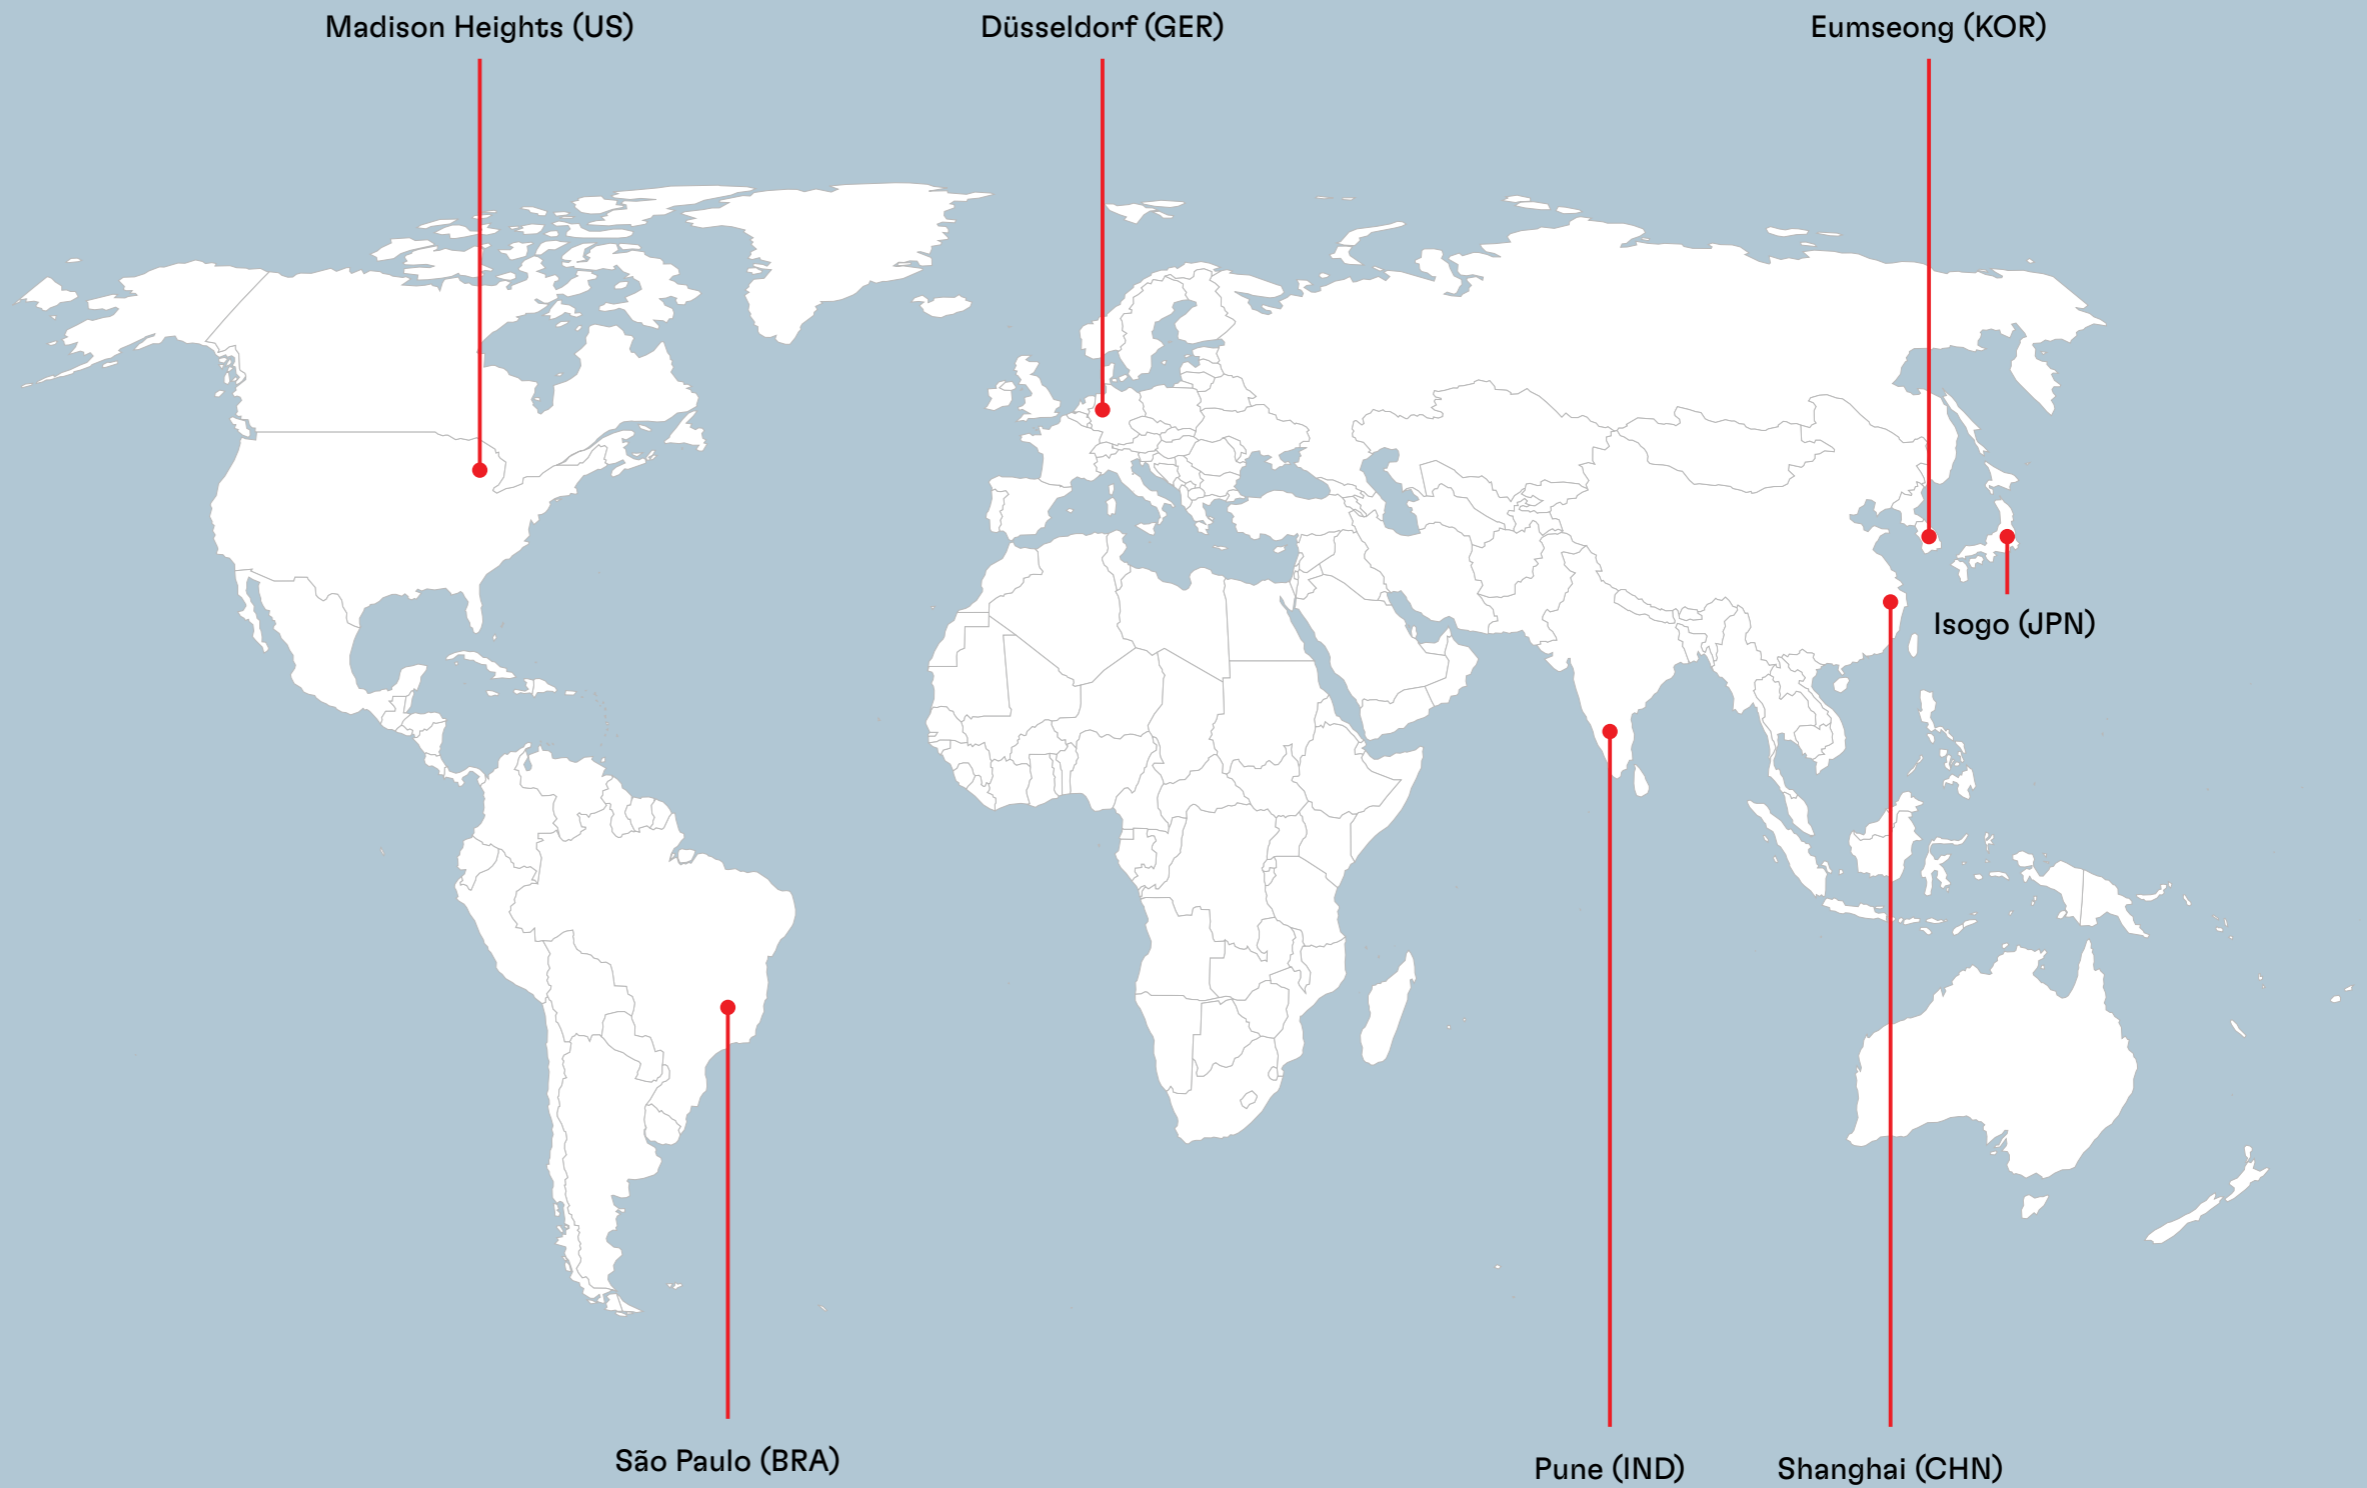 Madison Heights (US)
Düsseldorf (GER)
Eumseong (KOR)
Isogo (JPN)
São Paulo (BRA)
Pune (IND)
Shanghai (CHN)